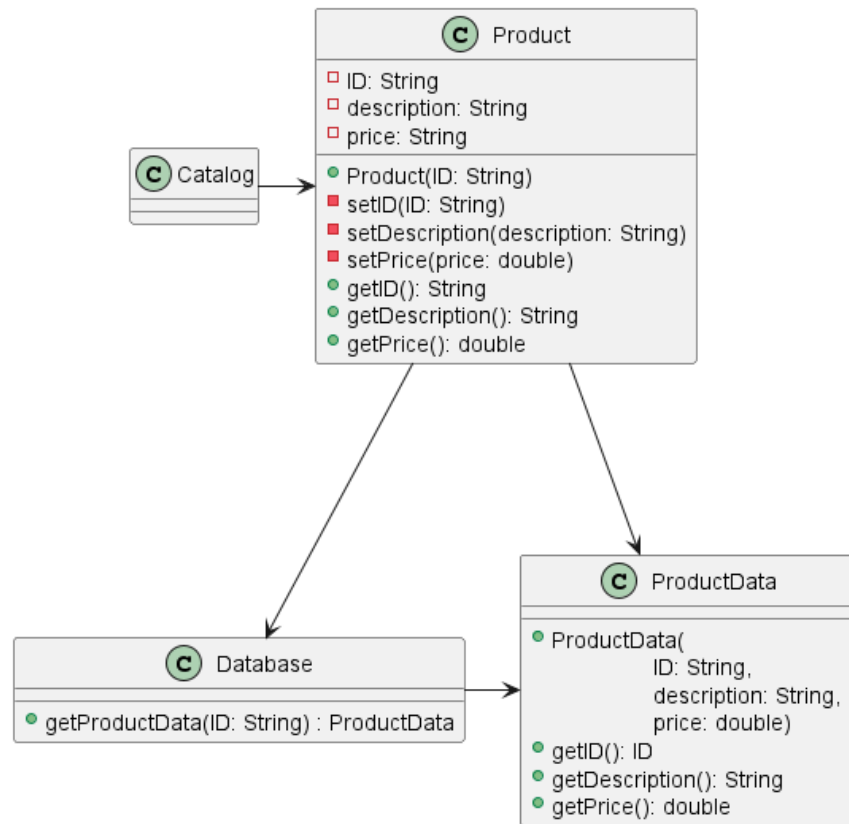 C Product
ID: String
description: String
price: String
Product(ID: String)
setID(ID: String)
setDescription(description: String)
setPrice(price: double)
getID(): String
getDescription(): String
getPrice(): double
C Catalog
C Database
getProductData(ID: String) : ProductData
C ProductData
ProductData(
ID: String,
description: String,
price: double)
getID(): ID
getDescription(): String
getPrice(): double